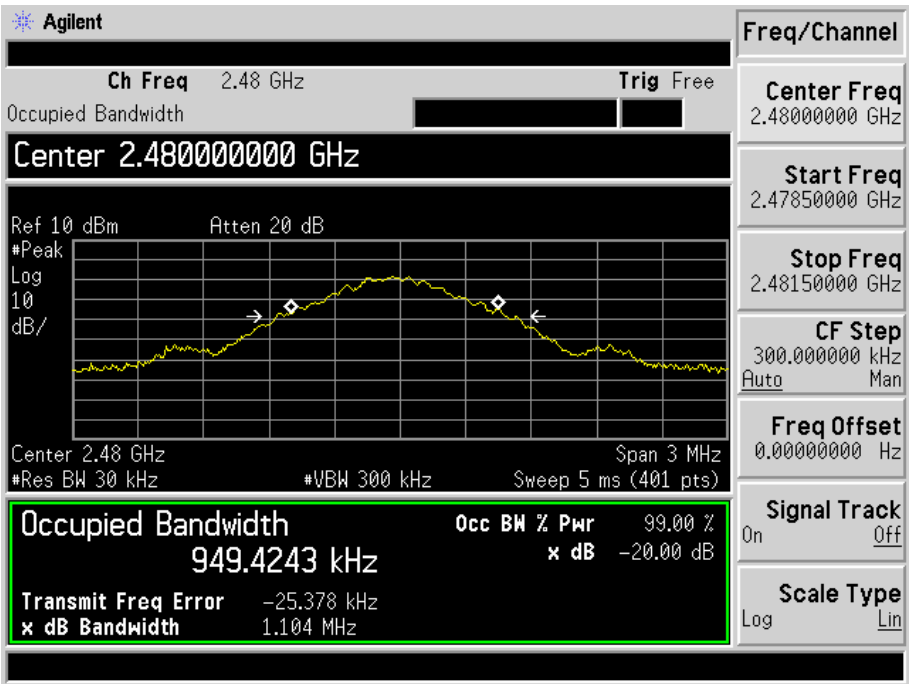 Agilent
Freq/Channel
Ch Freq 2.48 GHz Trig Free
Occupied Bandwidth
Center 2.480000000 GHz
Ref 10 dBm Atten 20 dB
#Peak
Log
10
dB/
Center 2.48 GHz Span 3 MHz
#Res BW 30 kHz #VBW 300 kHz Sweep 5 ms (401 pts)
Occupied Bandwidth
949.4243 kHz
Occ BW % Pwr 99.00 %
x dB -20.00 dB
Transmit Freq Error -25.378 kHz
x dB Bandwidth 1.104 MHz
Center Freq
2.48000000 GHz
Start Freq
2.47850000 GHz
Stop Freq
2.48150000 GHz
CF Step
300.000000 kHz
Auto Man
Freq Offset
0.00000000 Hz
Signal Track
On Off
Scale Type
Log Lin